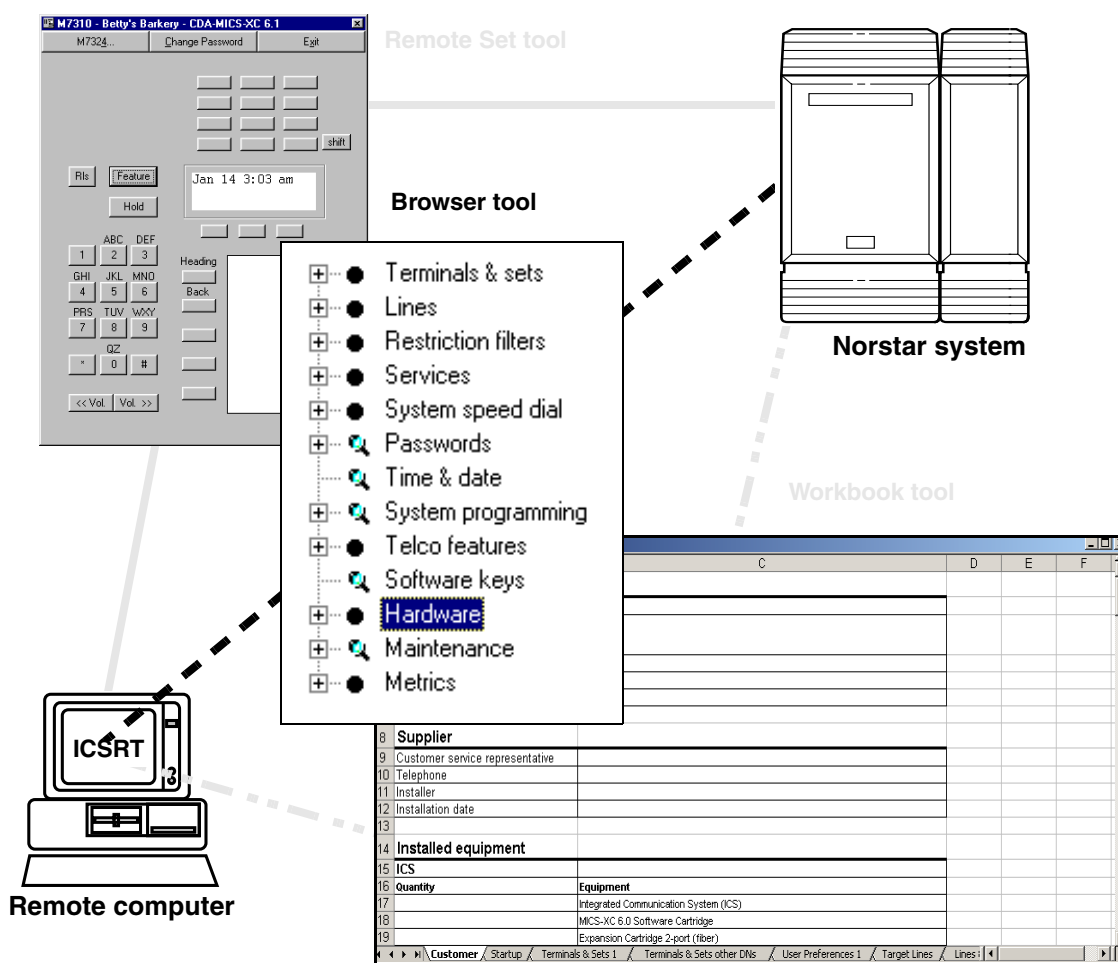 M7310 - Betty's Barkery - CDA-MICS-XC 6.1
M7324... Change Password Exit
Remote Set tool
shift
Rls Feature
Jan 14 3:03 am
Hold
Browser tool
ABC DEF
1 2 3
GHI JKL MNO
4 5 6
PRS TUV WXY
7 8 9
QZ
* 0 #
<< Vol. Vol. >>
Heading
Back
Norstar system
Terminals & sets
Lines
Restriction filters
Services
System speed dial
Passwords
Time & date
System programming
Telco features
Software keys
Hardware
Maintenance
Metrics
Workbook tool
C D E F
ICSRT
Remote computer
8 Supplier
9 Customer service representative
10 Telephone
11 Installer
12 Installation date
13
14 Installed equipment
15 ICS
16 Quantity Equipment
17 Integrated Communication System (ICS)
18 MICS-XC 6.0 Software Cartridge
19 Expansion Cartridge 2-port (fiber)
Customer Startup Terminals & Sets 1 Terminals & Sets other DNs User Preferences 1 Target Lines Lines